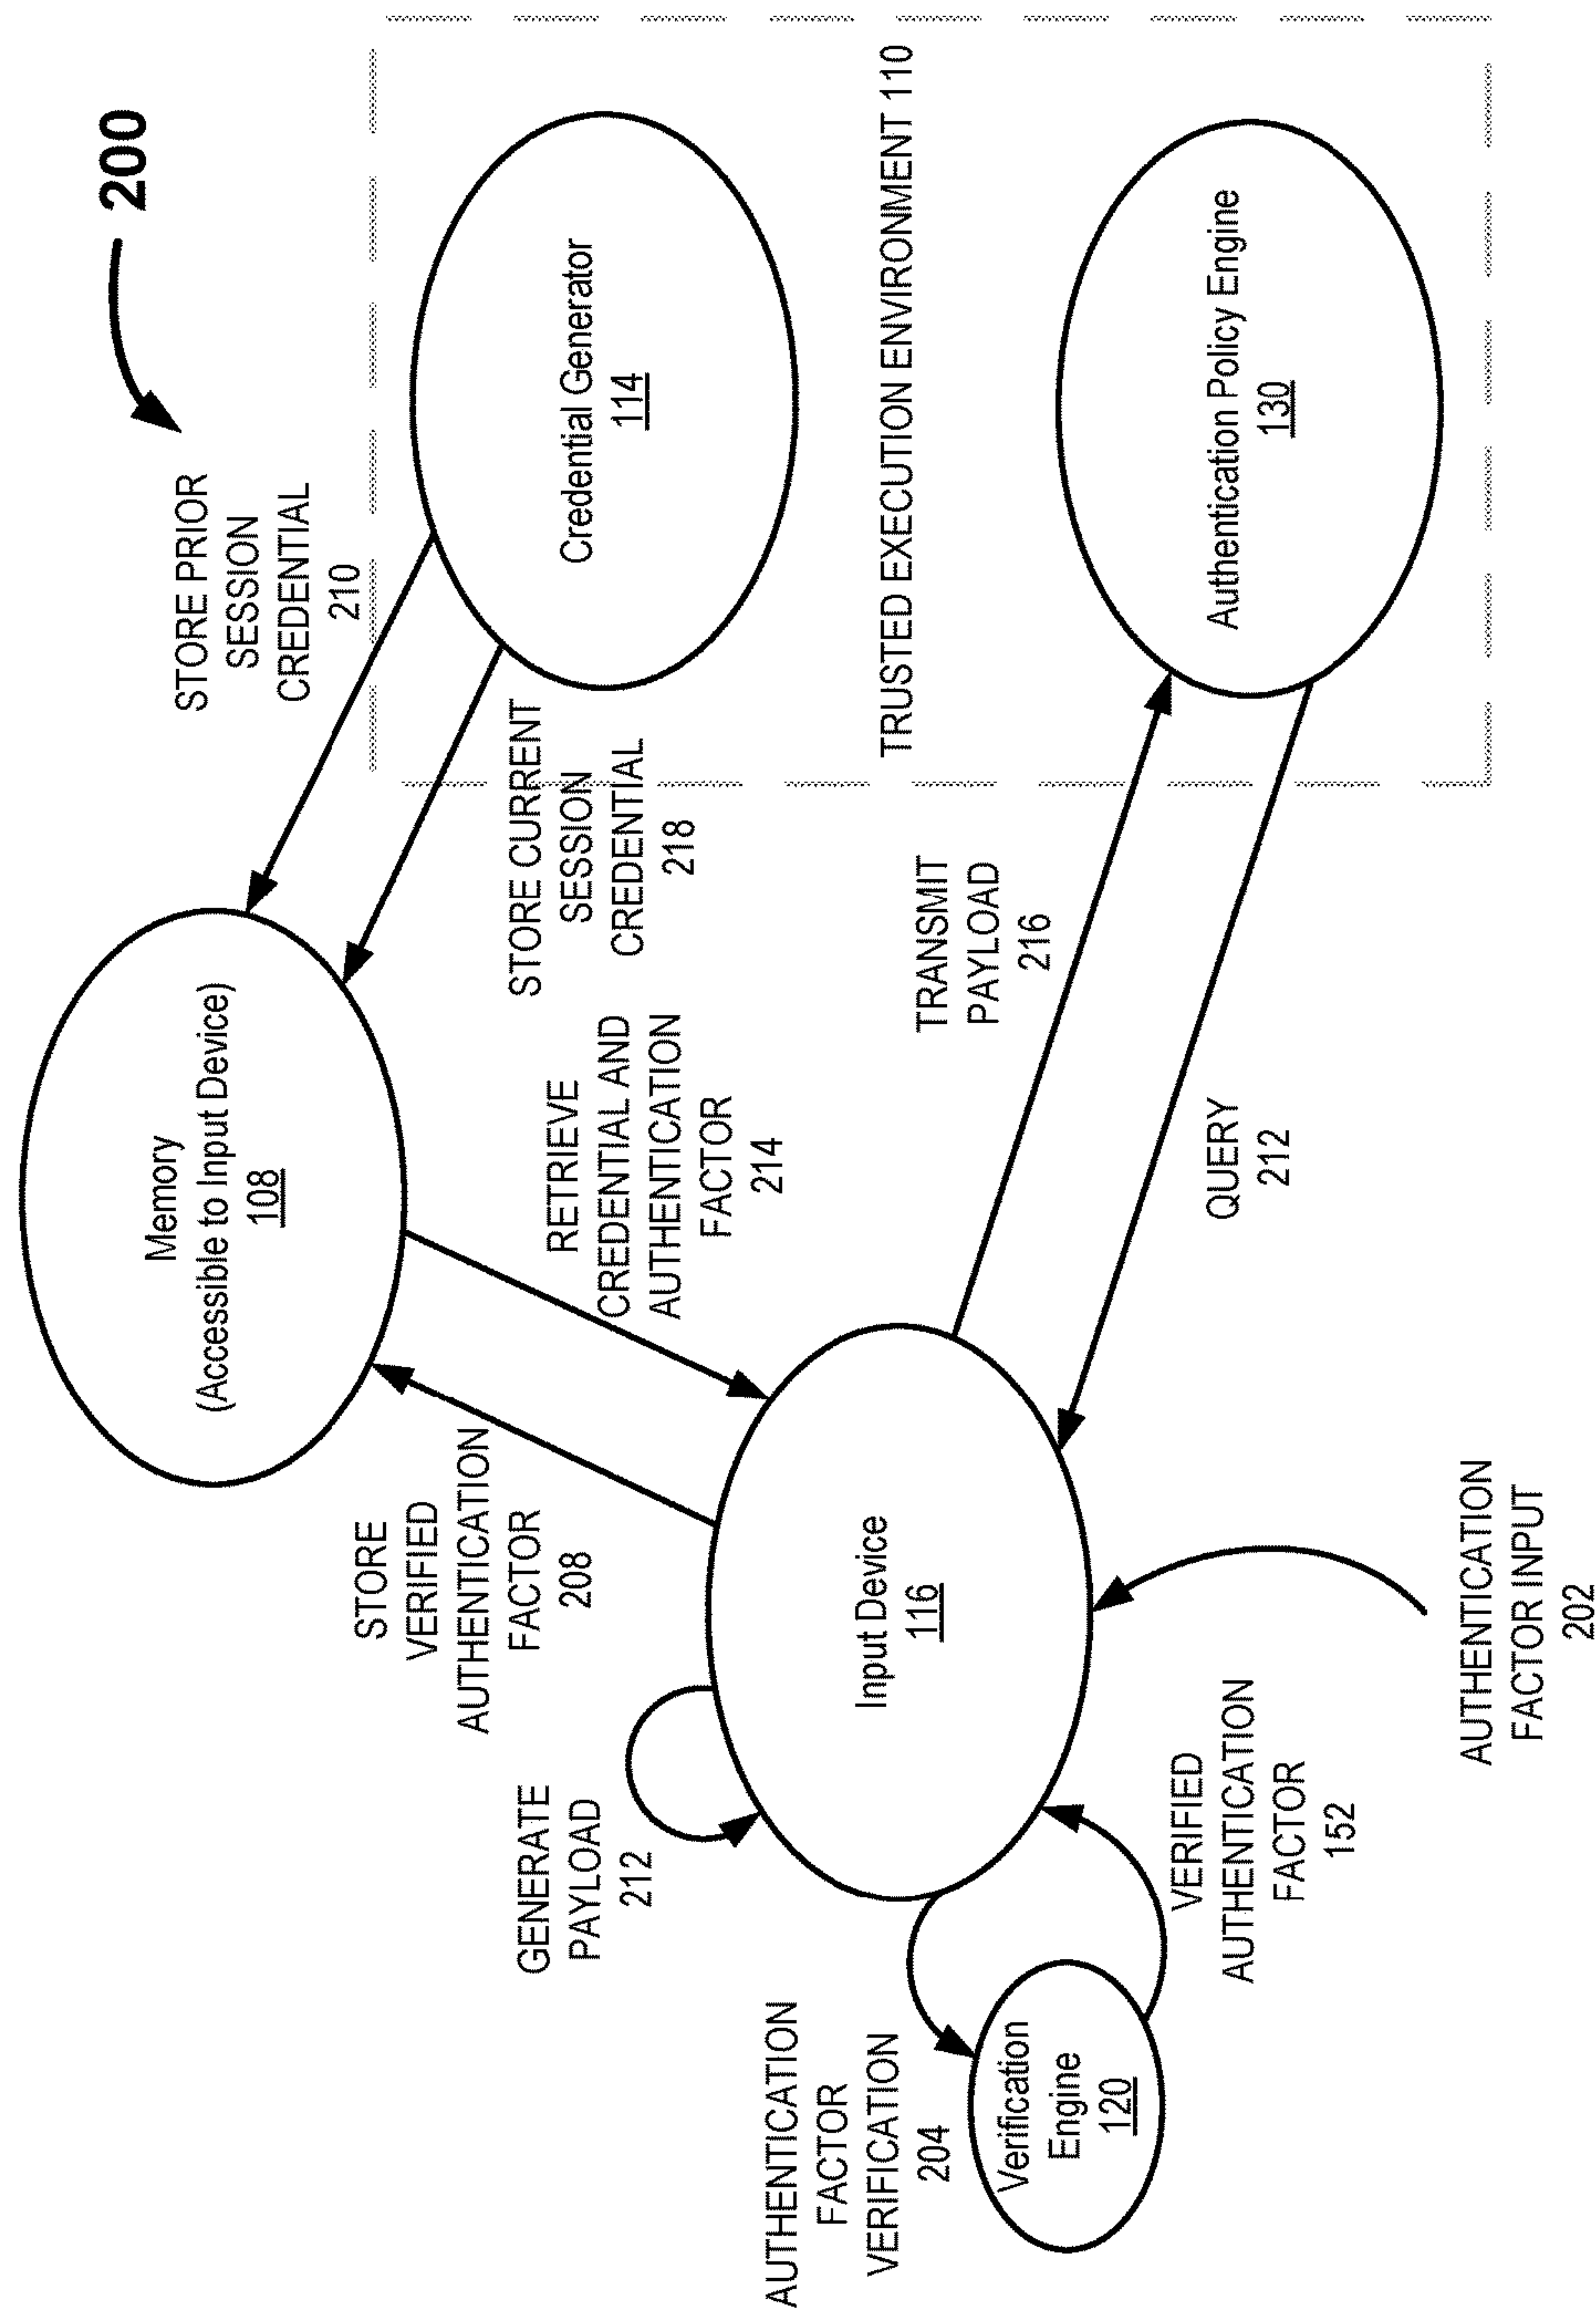 200
STORE PRIOR
SESSION
CREDENTIAL
210
Memory
(Accessible to Input Device)
108
Credential Generator
114
STORE CURRENT
SESSION
CREDENTIAL
218
STORE
VERIFIED
AUTHENTICATION
FACTOR
208
RETRIEVE
CREDENTIAL AND
AUTHENTICATION
FACTOR
214
GENERATE
PAYLOAD
212
TRUSTED EXECUTION ENVIRONMENT 110
AUTHENTICATION
FACTOR
VERIFICATION
204
Input Device
116
TRANSMIT
PAYLOAD
216
Verification
Engine
120
Authentication Policy Engine
130
VERIFIED
AUTHENTICATION
FACTOR
152
QUERY
212
AUTHENTICATION
FACTOR INPUT
202